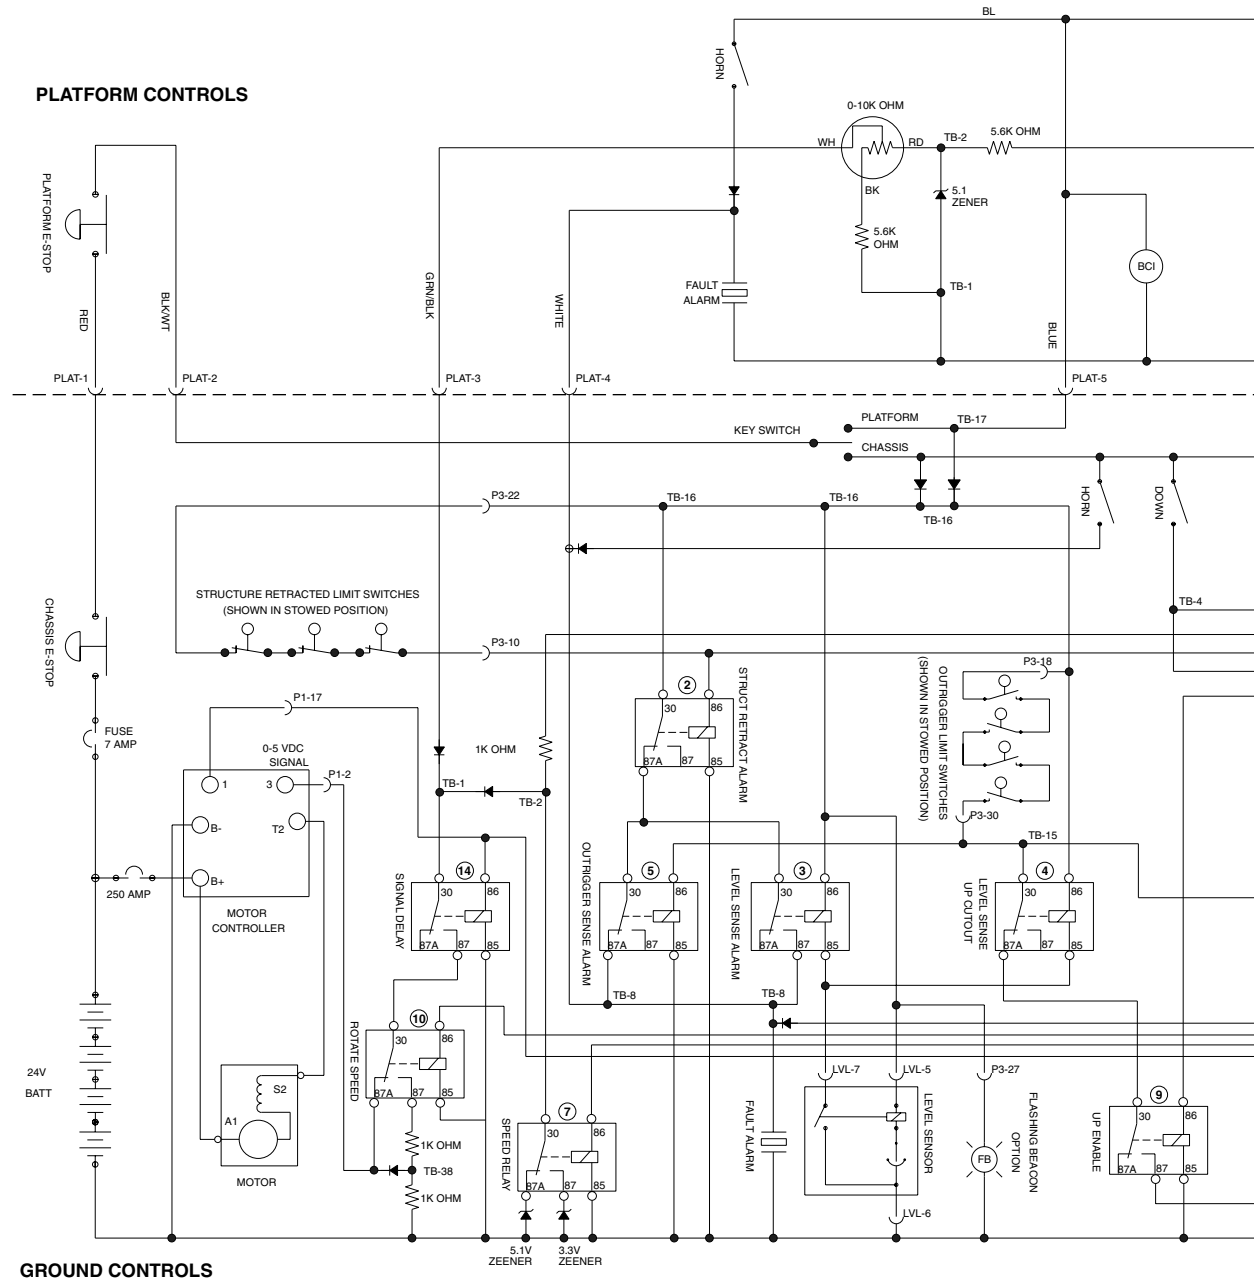 BL
HORN
PLATFORM CONTROLS
0-10K OHM
WH
RD
TB-2
5.6K OHM
BK
5.1
ZENER
5.6K
OHM
PLATFORM E-STOP
BCI
TB-1
FAULT
ALARM
RED
BLK/WT
GRN/BLK
WHITE
BLUE
PLAT-1
PLAT-2
PLAT-3
PLAT-4
PLAT-5
KEY SWITCH
PLATFORM
TB-17
CHASSIS
P3-22
TB-16
TB-16
TB-16
HORN
DOWN
STRUCTURE RETRACTED LIMIT SWITCHES
(SHOWN IN STOWED POSITION)
TB-4
CHASSIS E-STOP
P3-10
P3-18
OUTRIGGER LIMIT SWITCHES
(SHOWN IN STOWED POSITION)
2
30
86
87A
87
85
STRUCT RETRACT ALARM
P1-17
FUSE
7 AMP
0-5 VDC
SIGNAL
1K OHM
1
3
P1-2
TB-1
TB-2
B-
T2
P3-30
TB-15
B+
250 AMP
MOTOR
CONTROLLER
14
SIGNAL DELAY
30
86
87A
87
85
5
OUTRIGGER SENSE ALARM
30
86
87A
87
85
3
LEVEL SENSE ALARM
30
86
87A
87
85
4
LEVEL SENSE
UP CUTOUT
30
86
87A
87
85
TB-8
TB-8
10
ROTATE SPEED
30
86
87A
87
85
24V
BATT
S2
A1
MOTOR
LVL-7
LVL-5
P3-27
7
SPEED RELAY
30
86
87A
87
85
FAULT ALARM
LEVEL SENSOR
FB
FLASHING BEACON
OPTION
9
UP ENABLE
30
86
87A
87
85
1K OHM
TB-38
1K OHM
LVL-6
5.1V
ZEENER
3.3V
ZEENER
GROUND CONTROLS